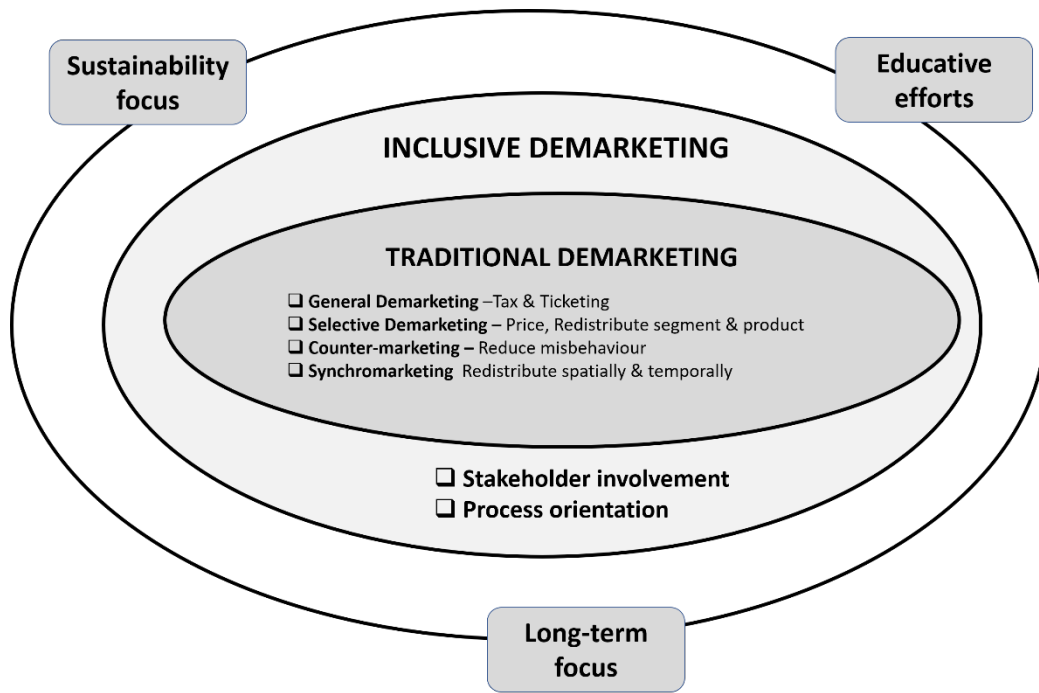 Sustainability
focus
Educative
efforts
INCLUSIVE DEMARKETING
TRADITIONAL DEMARKETING
❑ General Demarketing –Tax & Ticketing
❑ Selective Demarketing – Price, Redistribute segment & product
❑ Counter-marketing – Reduce misbehaviour
❑ Synchromarketing Redistribute spatially & temporally
❑ Stakeholder involvement
❑ Process orientation
Long-term
focus